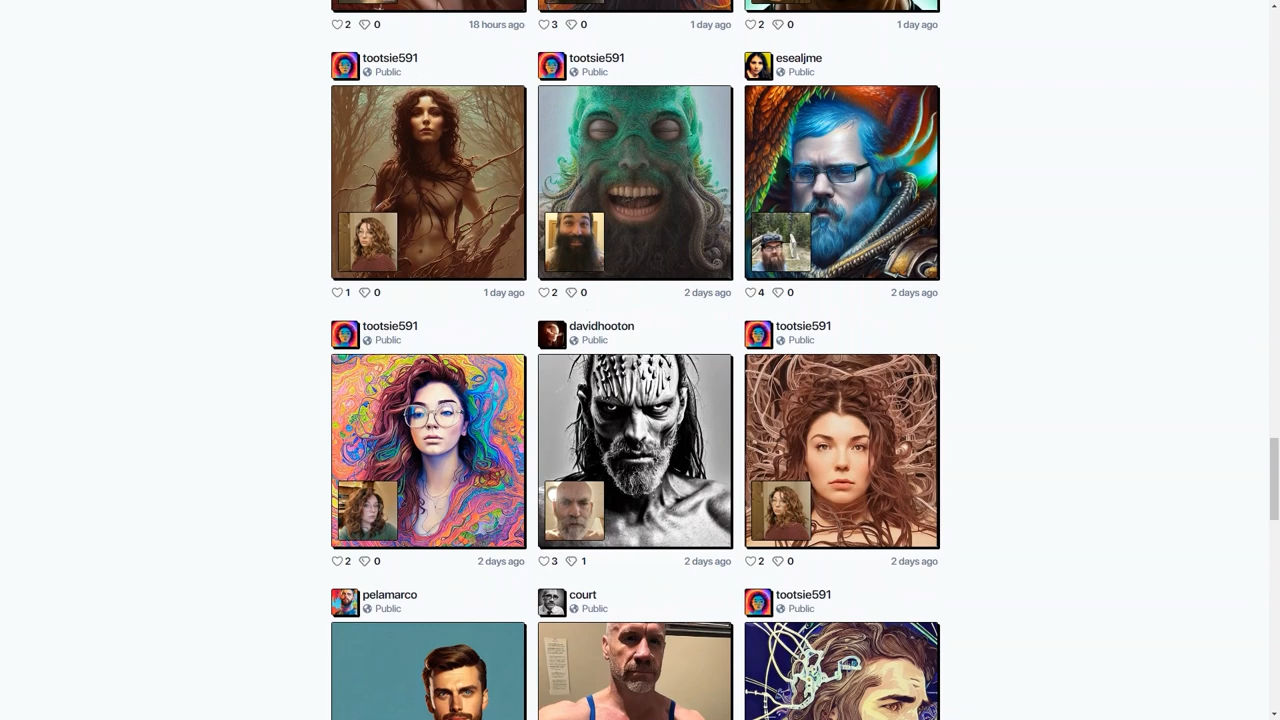 2 0 18 hours ago
3 0 1 day ago
2 0 1 day ago
tootsie591
Public
tootsie591
Public
esealjme
Public
1 0 1 day ago
2 0 2 days ago
4 0 2 days ago
tootsie591
Public
davidhooton
Public
tootsie591
Public
2 0 2 days ago
3 1 2 days ago
2 0 2 days ago
pelamarco
Public
court
Public
tootsie591
Public